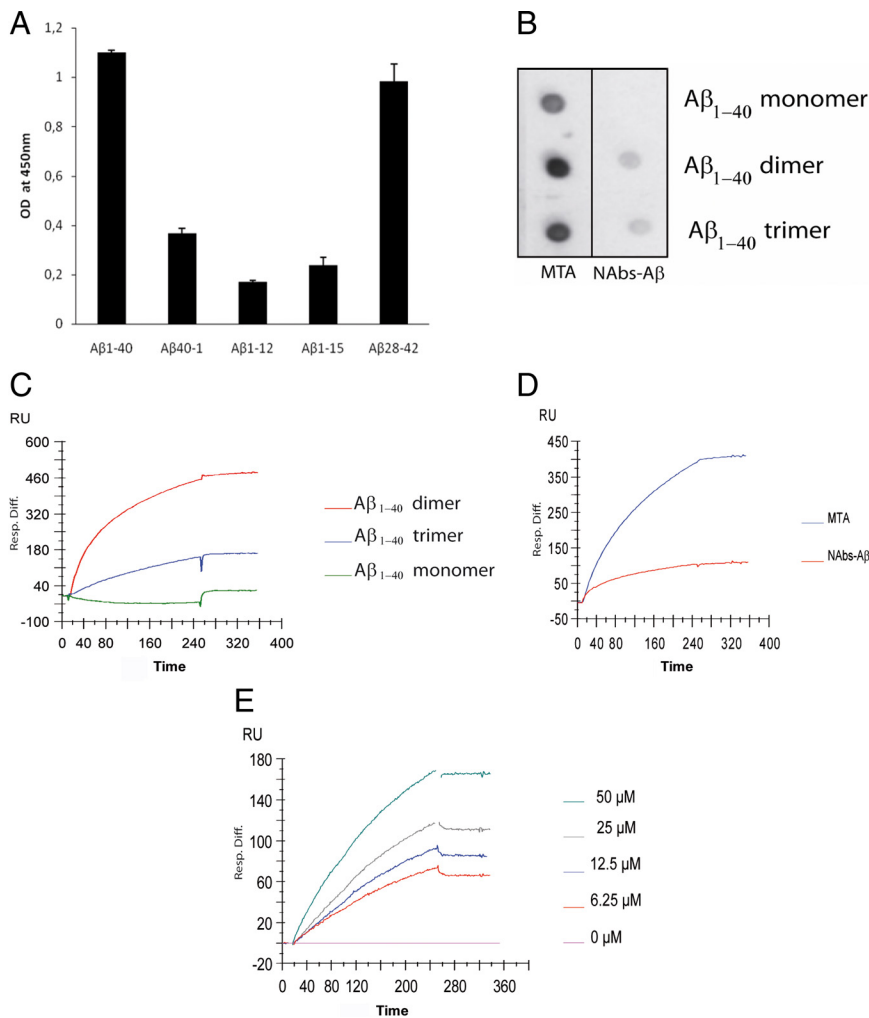 A
1,2
1
0,8
0,6
0,4
0,2
0
OD at 450nm
Aβ1-40 Aβ40-1 Aβ1-12 Aβ1-15 Aβ28-42
B
Aβ1–40 monomer
Aβ1–40 dimer
Aβ1–40 trimer
MTA NAbs-Aβ
C
RU
600
460
320
180
40
-100
Resp. Diff.
0 40 80 160 240 320 400
Time
Aβ1–40 dimer
Aβ1–40 trimer
Aβ1–40 monomer
D
RU
450
350
250
150
50
-50
Resp. Diff.
0 40 80 160 240 320 400
Time
MTA
NAbs-Aβ
E
RU
180
140
100
60
20
-20
Resp. Diff.
0 40 80 120 200 280 360
Time
50 µM
25 µM
12.5 µM
6.25 µM
0 µM